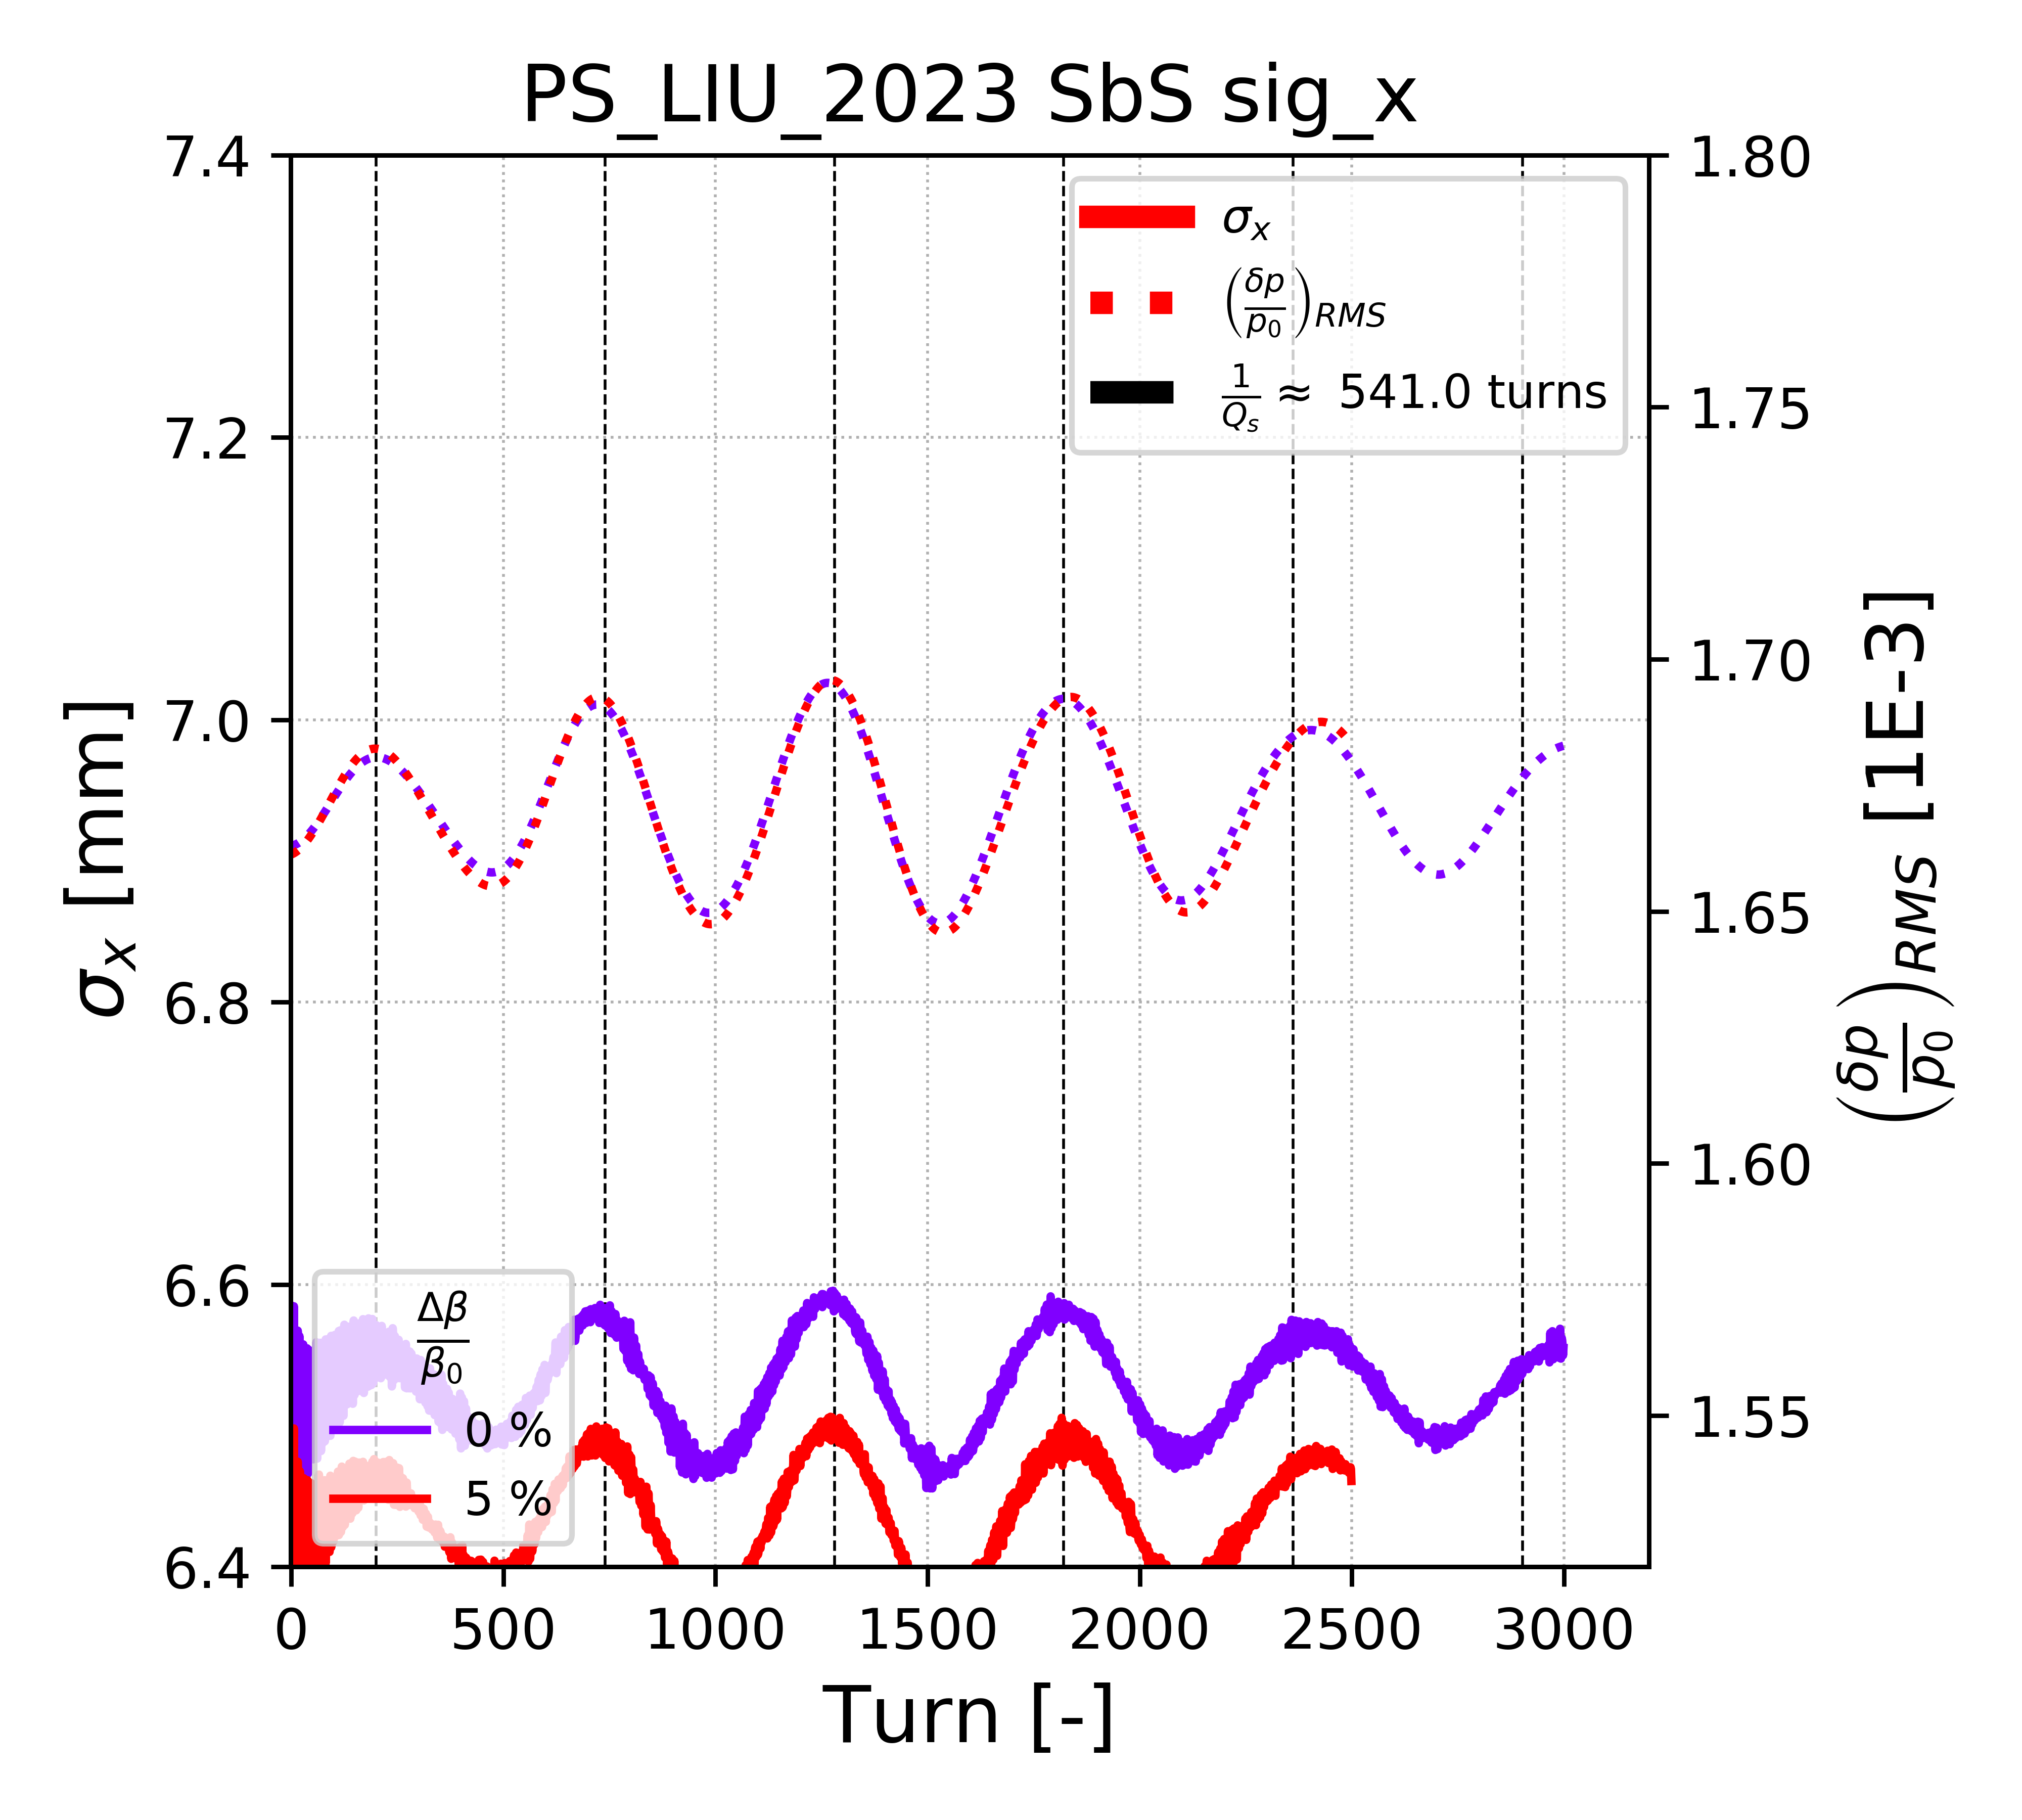 PS_LIU_2023 SbS sig_x
σx
(δp/p0)RMS
1/Qs ≈ 541.0 turns
7.4
7.2
7.0
6.8
6.6
6.4
σx [mm]
1.80
1.75
1.70
1.65
1.60
1.55
(δp/p0)RMS [1E-3]
Δβ/β0
0 %
5 %
0 500 1000 1500 2000 2500 3000
Turn [-]